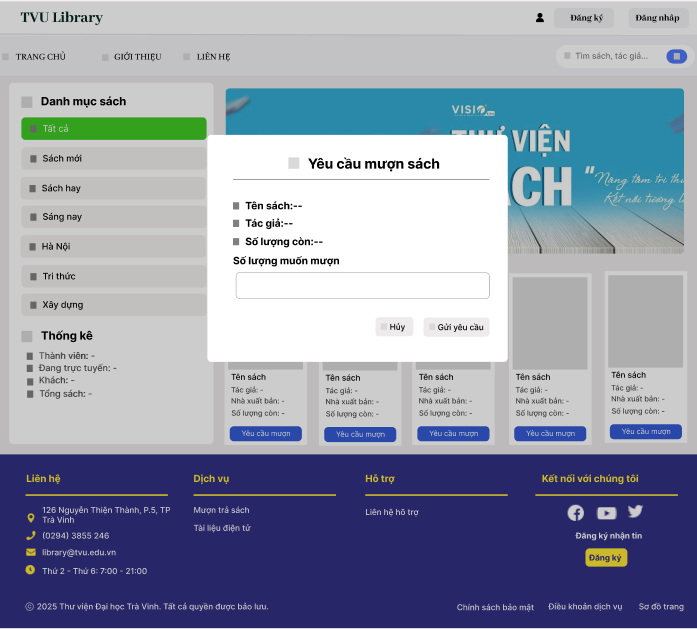 TVU Library
Đăng ký
Đăng nhập
TRANG CHỦ
GIỚI THIỆU
LIÊN HỆ
Tìm sách, tác giả...
Danh mục sách
Tất cả
Sách mới
Sách hay
Sáng nay
Hà Nội
Tri thức
Xây dựng
Thống kê
Thành viên: -
Đang trực tuyến: -
Khách: -
Tổng sách: -
VIỆN
CH
"Nâng tầm tri th
Kết nối tương l
Yêu cầu mượn sách
Tên sách:--
Tác giả:--
Số lượng còn:--
Số lượng muốn mượn
Hủy
Gửi yêu cầu
Tên sách
Tác giả: -
Nhà xuất bản: -
Số lượng còn: -
Yêu cầu mượn
Tên sách
Tác giả: -
Nhà xuất bản: -
Số lượng còn: -
Yêu cầu mượn
Tên sách
Tác giả: -
Nhà xuất bản: -
Số lượng còn: -
Yêu cầu mượn
Tên sách
Tác giả: -
Nhà xuất bản: -
Số lượng còn: -
Yêu cầu mượn
Tên sách
Tác giả: -
Nhà xuất bản: -
Số lượng còn: -
Yêu cầu mượn
Liên hệ
126 Nguyễn Thiện Thành, P.5, TP
Trà Vinh
(0294) 3855 246
library@tvu.edu.vn
Thứ 2 - Thứ 6: 7:00 - 21:00
Dịch vụ
Mượn trả sách
Tài liệu điện tử
Hỗ trợ
Liên hệ hỗ trợ
Kết nối với chúng tôi
Đăng ký nhận tin
Đăng ký
© 2025 Thư viện Đại học Trà Vinh. Tất cả quyền được bảo lưu.
Chính sách bảo mật
Điều khoản dịch vụ
Sơ đồ trang